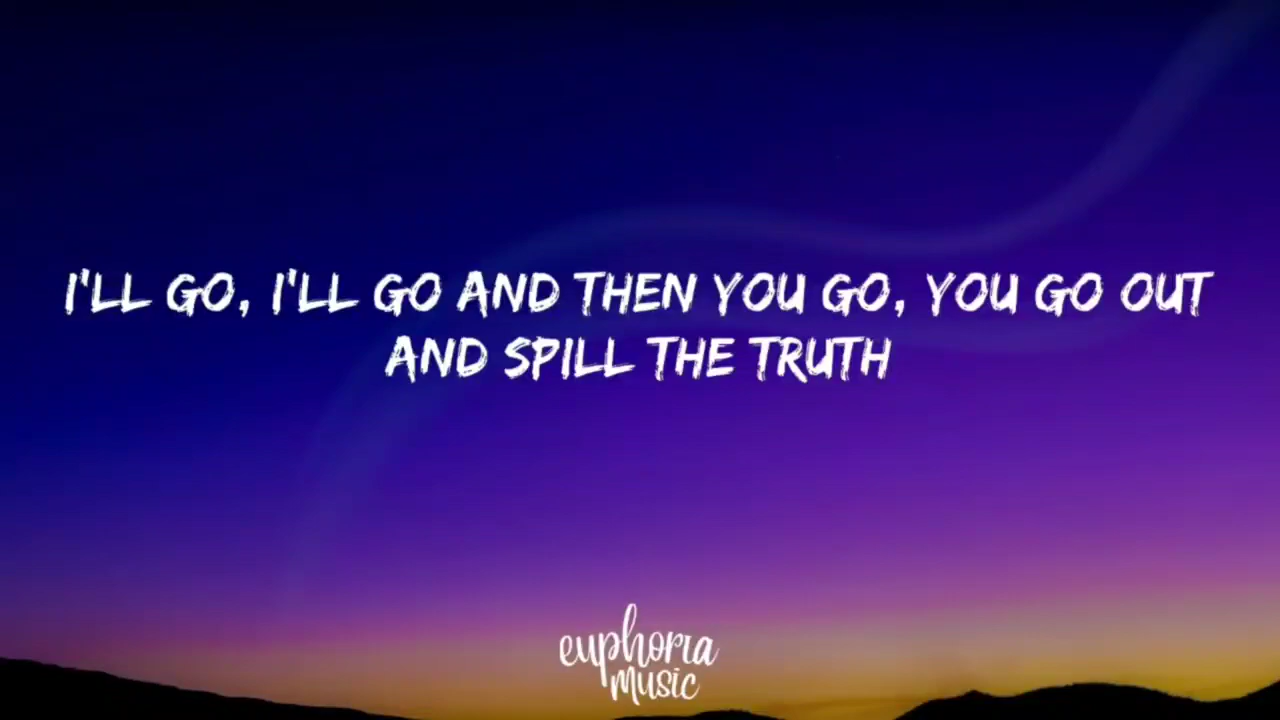 I'LL GO, I'LL GO AND THEN YOU GO, YOU GO OUT
AND SPILL THE TRUTH
euphoria
music